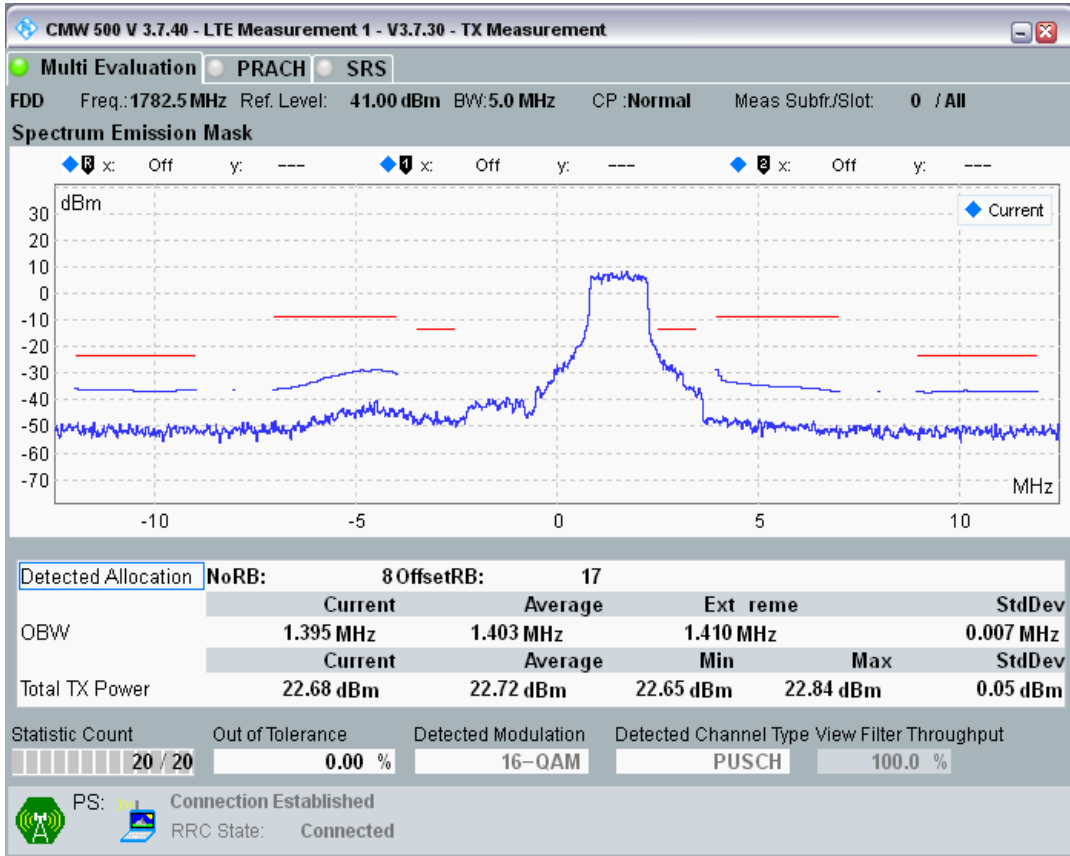 CMW 500 V 3.7.40 - LTE Measurement 1 - V3.7.30 - TX Measurement
Multi Evaluation PRACH SRS
FDD Freq.:1782.5 MHz Ref. Level: 41.00 dBm BW:5.0 MHz CP :Normal Meas Subfr./Slot: 0 / All
Spectrum Emission Mask
R x: Off y: --- 1 x: Off y: --- 2 x: Off y: ---
dBm
Current
30
20
10
0
-10
-20
-30
-40
-50
-60
-70
MHz
-10 -5 0 5 10
Detected Allocation NoRB: 8 OffsetRB: 17
Current Average Ext reme StdDev
OBW 1.395 MHz 1.403 MHz 1.410 MHz 0.007 MHz
Current Average Min Max StdDev
Total TX Power 22.68 dBm 22.72 dBm 22.65 dBm 22.84 dBm 0.05 dBm
Statistic Count Out of Tolerance Detected Modulation Detected Channel Type View Filter Throughput
20 / 20 0.00 % 16-QAM PUSCH 100.0 %
PS: Connection Established
RRC State: Connected